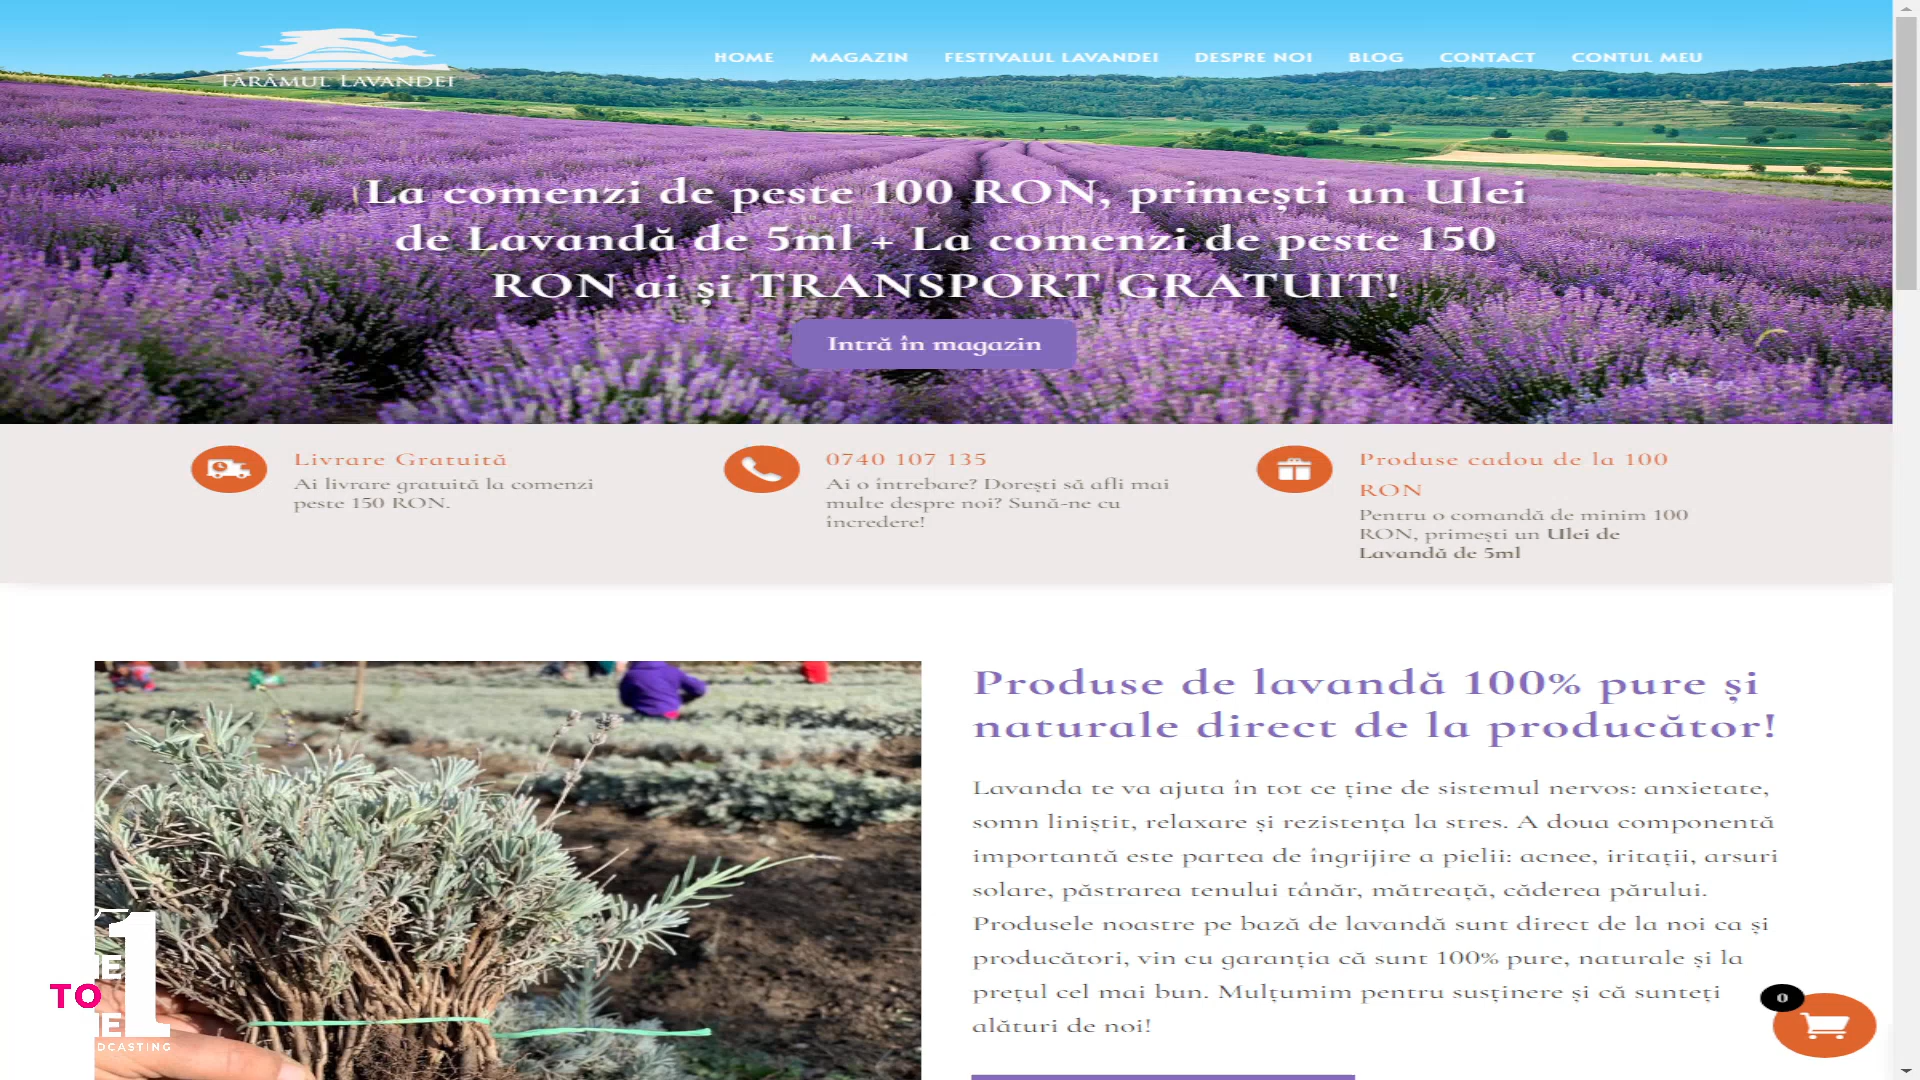 TĂRÂMUL LAVANDEI
HOME MAGAZIN FESTIVALUL LAVANDEI DESPRE NOI BLOG CONTACT CONTUL MEU
La comenzi de peste 100 RON, primești un Ulei
de Lavandă de 5ml + La comenzi de peste 150
RON ai și TRANSPORT GRATUIT!
Intră în magazin
Livrare Gratuită
Ai livrare gratuită la comenzi
peste 150 RON.
0740 107 135
Ai o întrebare? Dorești să afli mai
multe despre noi? Sună-ne cu
încredere!
Produse cadou de la 100
RON
Pentru o comandă de minim 100
RON, primești un Ulei de
Lavandă de 5ml
Produse de lavandă 100% pure și
naturale direct de la producător!
Lavanda te va ajuta în tot ce ține de sistemul nervos: anxietate,
somn liniștit, relaxare și rezistența la stres. A doua componentă
importantă este partea de îngrijire a pielii: acnee, iritații, arsuri
solare, păstrarea tenului tânăr, mătreață, căderea părului.
Produsele noastre pe bază de lavandă sunt direct de la noi ca și
producători, vin cu garanția că sunt 100% pure, naturale și la
prețul cel mai bun. Mulțumim pentru susținere și că sunteți
alături de noi!
0
1
TO